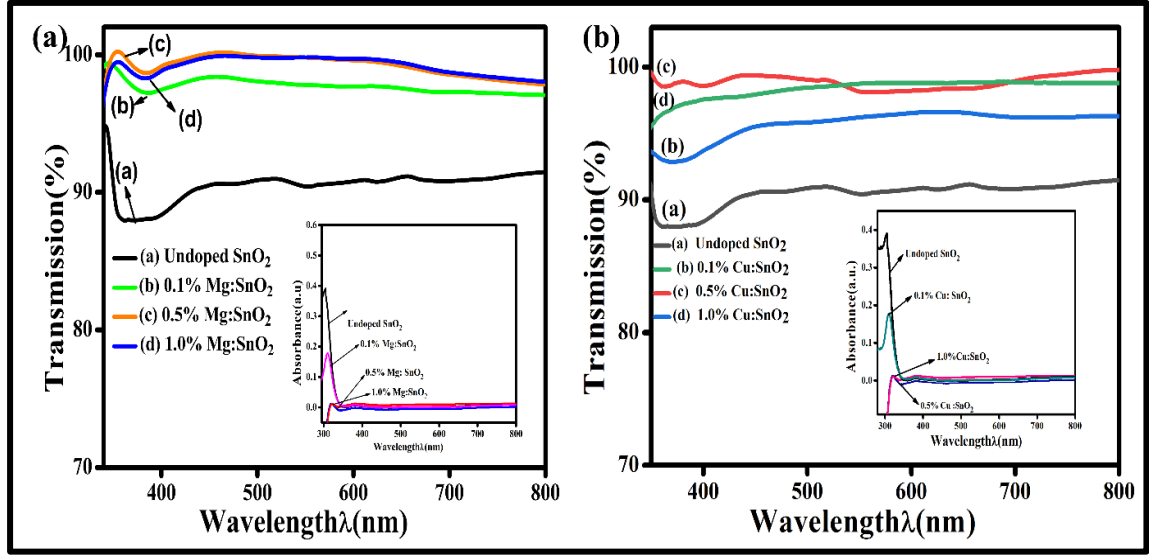 (a)
Transmission(%)
100
90
80
70
400
500
600
700
800
Wavelengthλ(nm)
(c)
(b)
(d)
(a)
(a) Undoped SnO2
(b) 0.1% Mg:SnO2
(c) 0.5% Mg:SnO2
(d) 1.0% Mg:SnO2
Absorbance(a.u)
0.6
0.5
0.4
0.3
0.2
0.1
0.0
300
400
500
600
700
800
Wavelengthλ(nm)
Undoped SnO2
0.1% Mg:SnO2
0.5% Mg: SnO2
1.0% Mg:SnO2
(b)
Transmission(%)
100
90
80
70
400
500
600
700
800
Wavelengthλ(nm)
(c)
(d)
(b)
(a)
(a) Undoped SnO2
(b) 0.1% Cu:SnO2
(c) 0.5% Cu:SnO2
(d) 1.0% Cu:SnO2
Absorbance(a.u.)
0.4
0.3
0.2
0.1
0.0
300
400
500
600
700
800
Wavelengthλ(nm)
Undoped SnO2
0.1% Cu: SnO2
1.0%Cu:SnO2
0.5% Cu :SnO2